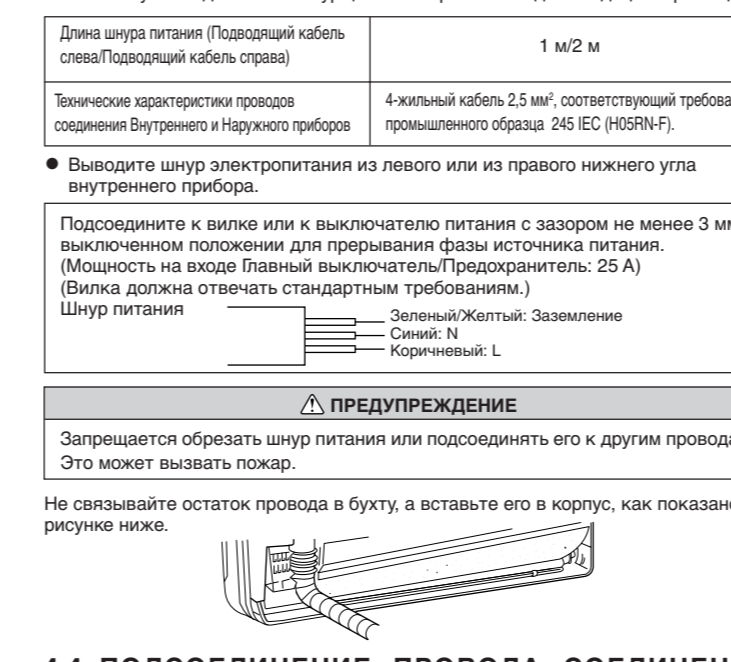 Длина шнура питания (Подводящий кабель
слева/Подводящий кабель справа)
1 м/2 м
Технические характеристики проводов
соединения Внутреннего и Наружного приборов
4-жильный кабель 2,5 мм², соответствующий требова
промышленного образца 245 IEC (H05RN-F).
● Выводите шнур электропитания из левого или из правого нижнего угла
внутреннего прибора.
Подсоедините к вилке или к выключателю питания с зазором не менее 3 мм
выключенном положении для прерывания фазы источника питания.
(Мощность на входе Главный выключатель/Предохранитель: 25 А)
(Вилка должна отвечать стандартным требованиям.)
Шнур питания
Зеленый/Желтый: Заземление
Синий: N
Коричневый: L
ПРЕДУПРЕЖДЕНИЕ
Запрещается обрезать шнур питания или подсоединять его к другим провода
Это может вызвать пожар.
Не связывайте остаток провода в бухту, а вставьте его в корпус, как показано
рисунке ниже.
4.4 ПОДСОЕДИНЕНИЕ ПРОВОДА СОЕДИНЕН